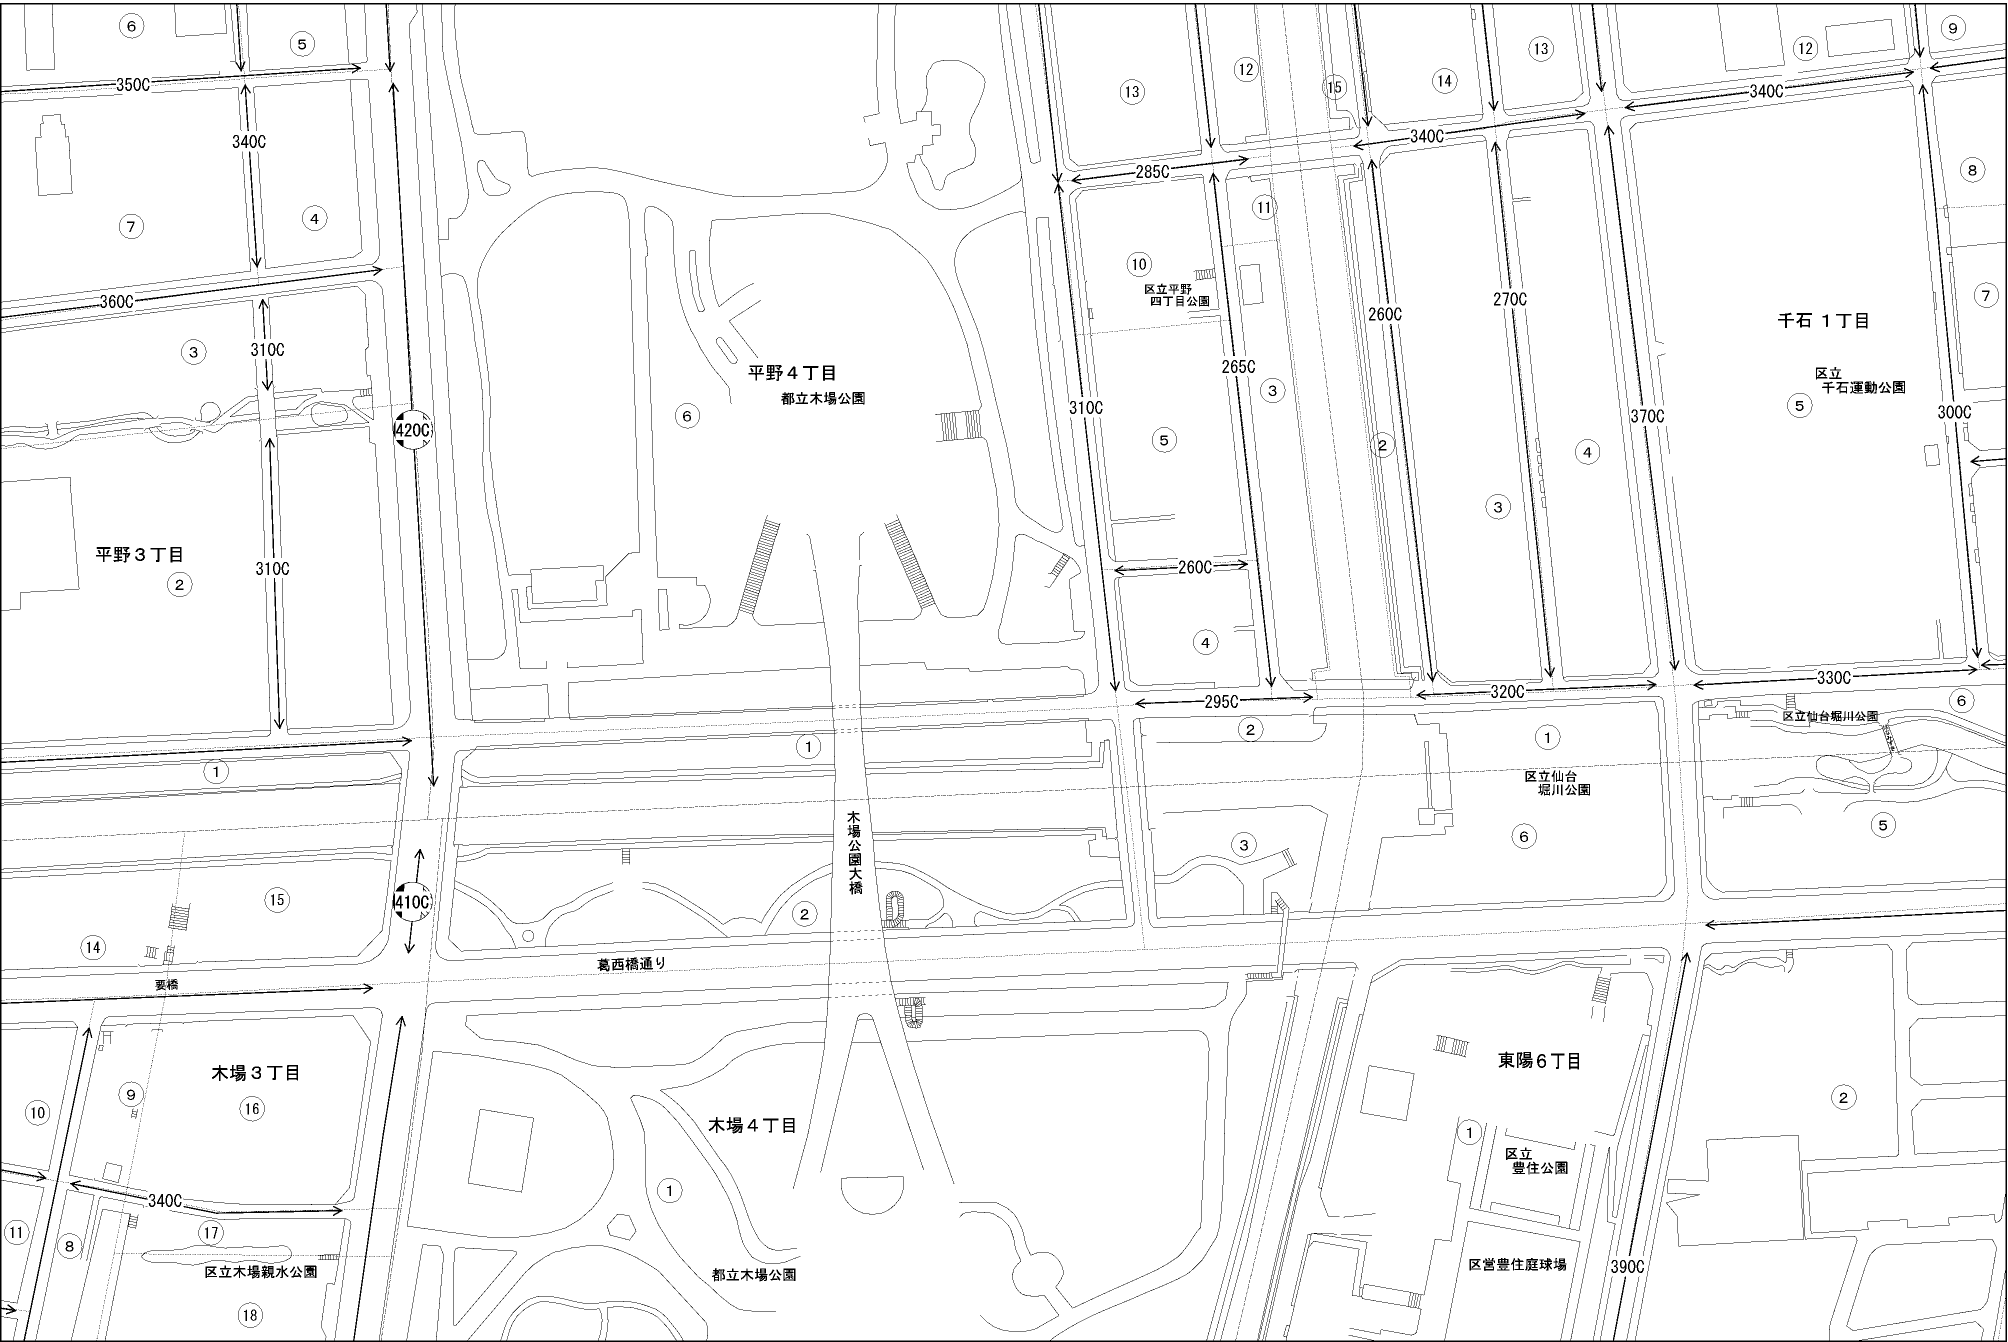 ⑥
⑤
350C
340C
⑬
⑫
⑮
⑭
⑬
340C
340C
⑫
⑨
⑦
④
360C
285C
⑪
⑧
⑩
区立平野
四丁目公園
③
310C
平野４丁目
都立木場公園
⑥
420C
310C
265C
③
⑤
260C
②
270C
③
④
370C
千石 １丁目
区立
千石運動公園
⑤
300C
⑦
平野３丁目
②
310C
260C
④
295C
320C
330C
⑥
区立仙台堀川公園
①
①
②
①
区立仙台
堀川公園
⑥
⑤
木場公園大橋
③
②
⑮
410C
⑭
要橋
葛西橋通り
木場３丁目
⑯
⑨
⑩
340C
⑪
⑧
⑰
区立木場親水公園
⑱
木場４丁目
①
都立木場公園
東陽６丁目
①
区立
豊住公園
区営豊住庭球場
390C
②